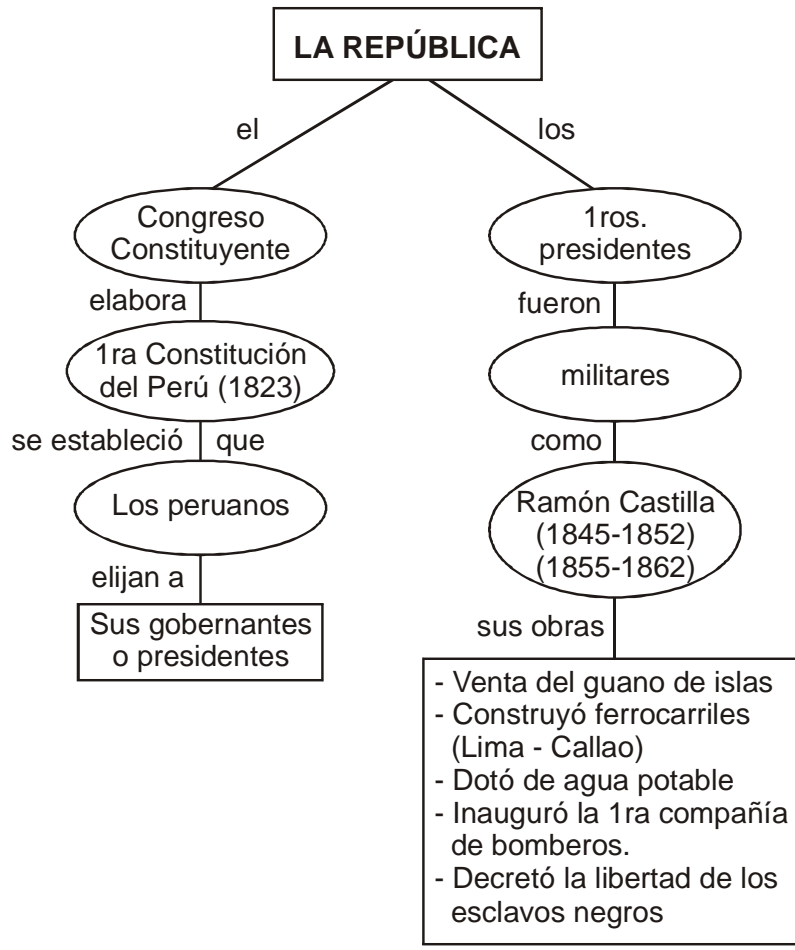 LA REPÚBLICA
el
Congreso
Constituyente
elabora
1ra Constitución
del Perú (1823)
se estableció que
Los peruanos
elijan a
Sus gobernantes
o presidentes
los
1ros.
presidentes
fueron
militares
como
Ramón Castilla
(1845-1852)
(1855-1862)
sus obras
- Venta del guano de islas
- Construyó ferrocarriles
(Lima - Callao)
- Dotó de agua potable
- Inauguró la 1ra compañía
de bomberos.
- Decretó la libertad de los
esclavos negros